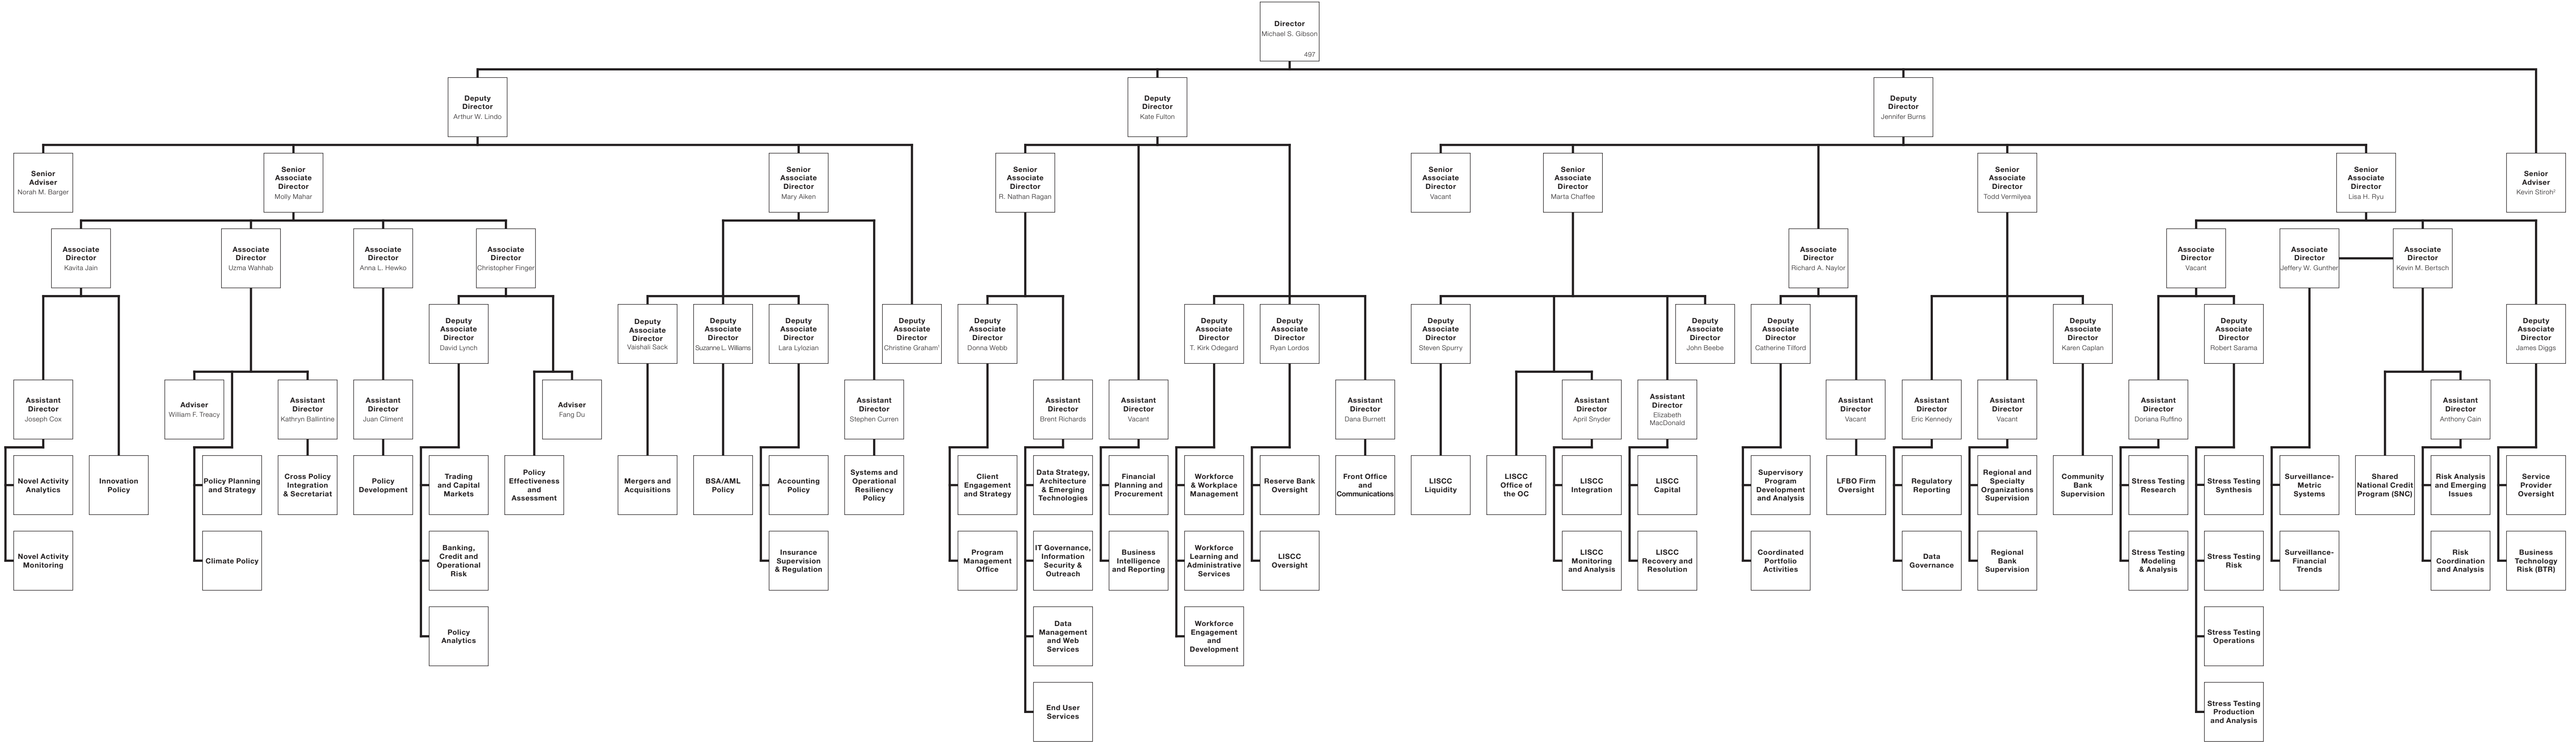 Director
Michael S. Gibson
497
Deputy
Director
Arthur W. Lindo
Deputy
Director
Kate Fulton
Deputy
Director
Jennifer Burns
Senior
Adviser
Norah M. Barger
Senior
Associate
Director
Molly Mahar
Senior
Associate
Director
Mary Aiken
Senior
Associate
Director
R. Nathan Ragan
Senior
Associate
Director
Vacant
Senior
Associate
Director
Marta Chaffee
Senior
Associate
Director
Todd Vermilyea
Senior
Associate
Director
Lisa H. Ryu
Senior
Adviser
Kevin Stiroh²
Associate
Director
Kavita Jain
Associate
Director
Uzma Wahhab
Associate
Director
Anna L. Hewko
Associate
Director
Christopher Finger
Associate
Director
Richard A. Naylor
Associate
Director
Vacant
Associate
Director
Jeffery W. Gunther
Associate
Director
Kevin M. Bertsch
Deputy
Associate
Director
David Lynch
Deputy
Associate
Director
Vaishali Sack
Deputy
Associate
Director
Suzanne L. Williams
Deputy
Associate
Director
Lara Lylozian
Deputy
Associate
Director
Christine Graham¹
Deputy
Associate
Director
Donna Webb
Deputy
Associate
Director
T. Kirk Odegard
Deputy
Associate
Director
Ryan Lordos
Deputy
Associate
Director
Steven Spurry
Deputy
Associate
Director
John Beebe
Deputy
Associate
Director
Catherine Tilford
Deputy
Associate
Director
Karen Caplan
Deputy
Associate
Director
Robert Sarama
Deputy
Associate
Director
James Diggs
Assistant
Director
Joseph Cox
Adviser
William F. Treacy
Assistant
Director
Kathryn Ballintine
Assistant
Director
Juan Climent
Adviser
Fang Du
Assistant
Director
Stephen Curren
Assistant
Director
Brent Richards
Assistant
Director
Vacant
Assistant
Director
Dana Burnett
Assistant
Director
April Snyder
Assistant
Director
Elizabeth
MacDonald
Assistant
Director
Vacant
Assistant
Director
Eric Kennedy
Assistant
Director
Vacant
Assistant
Director
Doriana Ruffino
Assistant
Director
Anthony Cain
Novel Activity
Analytics
Innovation
Policy
Policy Planning
and Strategy
Cross Policy
Integration
& Secretariat
Policy
Development
Trading
and Capital
Markets
Policy
Effectiveness
and
Assessment
Mergers and
Acquisitions
BSA/AML
Policy
Accounting
Policy
Systems and
Operational
Resiliency
Policy
Client
Engagement
and Strategy
Data Strategy,
Architecture
& Emerging
Technologies
Financial
Planning and
Procurement
Workforce
& Workplace
Management
Reserve Bank
Oversight
Front Office
and
Communications
LISCC
Liquidity
LISCC
Office of
the OC
LISCC
Integration
LISCC
Capital
Supervisory
Program
Development
and Analysis
LFBO Firm
Oversight
Regulatory
Reporting
Regional and
Specialty
Organizations
Supervision
Community
Bank
Supervision
Stress Testing
Research
Stress Testing
Synthesis
Surveillance-
Metric
Systems
Shared
National Credit
Program (SNC)
Risk Analysis
and Emerging
Issues
Service
Provider
Oversight
Novel Activity
Monitoring
Climate Policy
Banking,
Credit and
Operational
Risk
Insurance
Supervision
& Regulation
Program
Management
Office
IT Governance,
Information
Security &
Outreach
Business
Intelligence
and Reporting
Workforce
Learning and
Administrative
Services
LISCC
Oversight
LISCC
Monitoring
and Analysis
LISCC
Recovery and
Resolution
Coordinated
Portfolio
Activities
Data
Governance
Regional
Bank
Supervision
Stress Testing
Modeling
& Analysis
Stress Testing
Risk
Surveillance-
Financial
Trends
Risk
Coordination
and Analysis
Business
Technology
Risk (BTR)
Policy
Analytics
Data
Management
and Web
Services
Workforce
Engagement
and
Development
Stress Testing
Operations
End User
Services
Stress Testing
Production
and Analysis